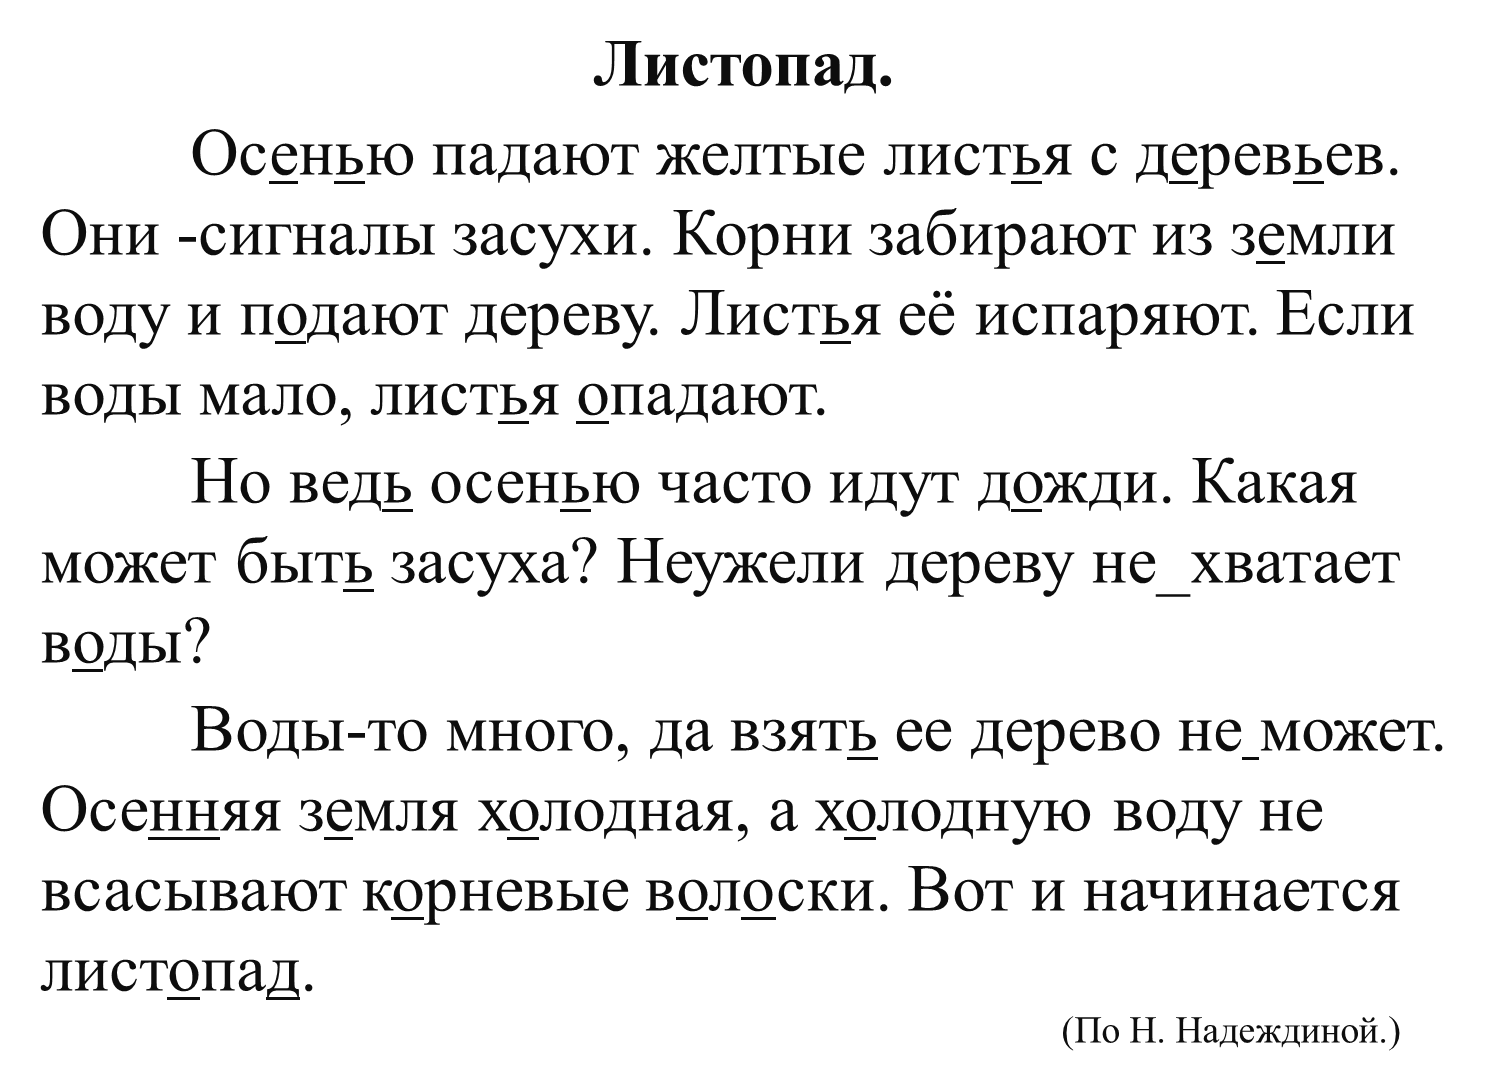 Листопад.
Осенью падают желтые листья с деревьев.
Они -сигналы засухи. Корни забирают из земли
воду и подают дереву. Листья её испаряют. Если
воды мало, листья опадают.
Но ведь осенью часто идут дожди. Какая
может быть засуха? Неужели дереву не_хватает
воды?
Воды-то много, да взять ее дерево не может.
Осенняя земля холодная, а холодную воду не
всасывают корневые волоски. Вот и начинается
листопад.
(По Н. Надеждиной.)